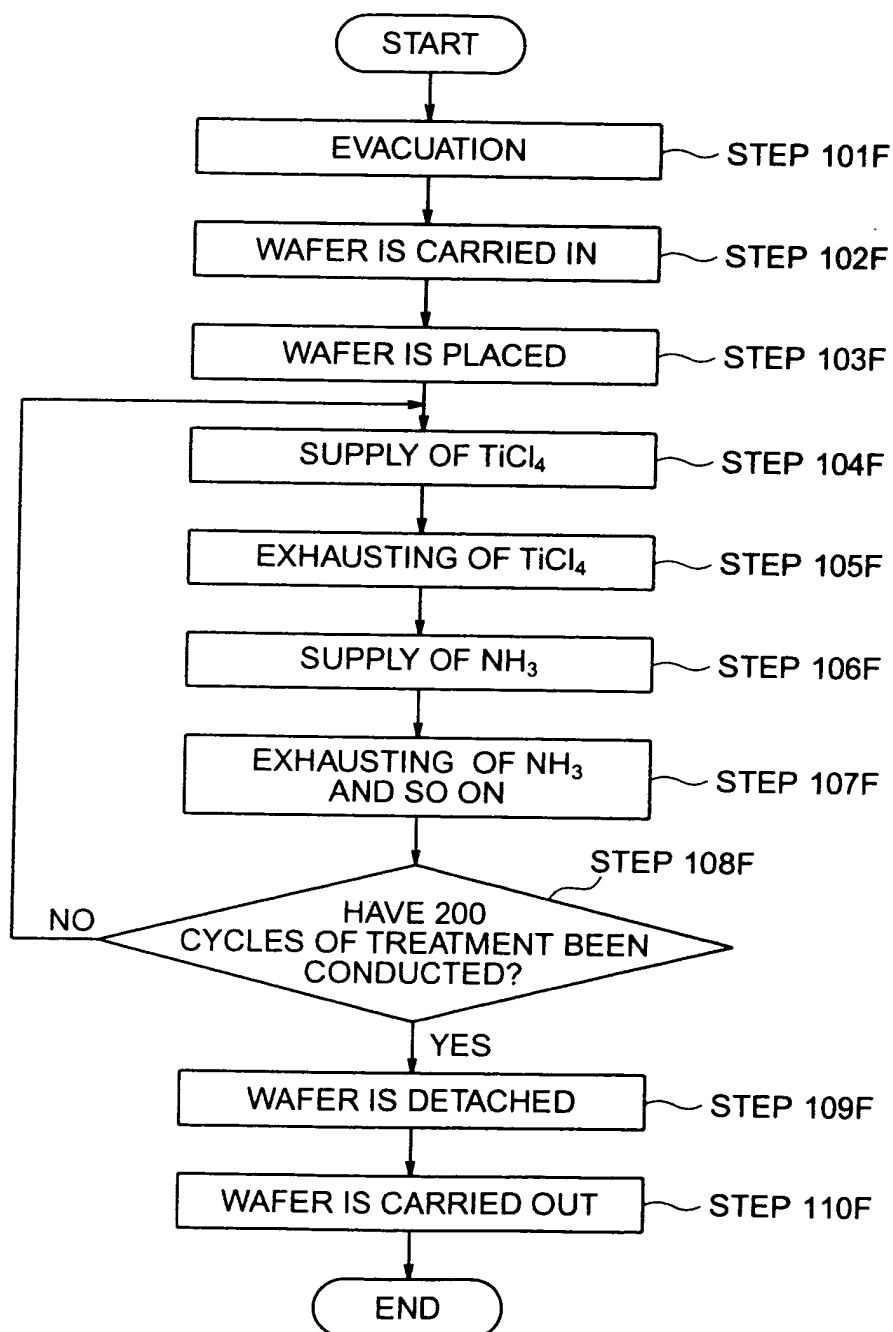 START
EVACUATION
STEP 101F
WAFER IS CARRIED IN
STEP 102F
WAFER IS PLACED
STEP 103F
SUPPLY OF TiCl₄
STEP 104F
EXHAUSTING OF TiCl₄
STEP 105F
SUPPLY OF NH₃
STEP 106F
EXHAUSTING OF NH₃
AND SO ON
STEP 107F
STEP 108F
NO
HAVE 200
CYCLES OF TREATMENT BEEN
CONDUCTED?
YES
WAFER IS DETACHED
STEP 109F
WAFER IS CARRIED OUT
STEP 110F
END